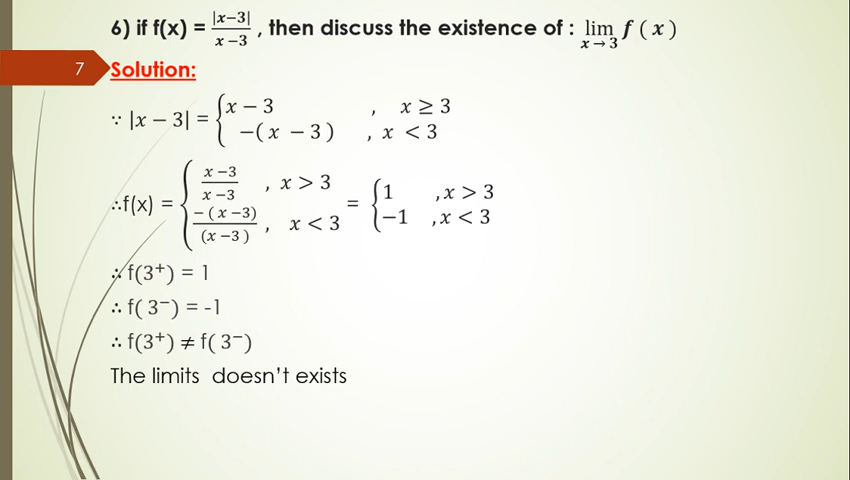 6) if f(x) = |x−3| / x −3 , then discuss the existence of : lim x→3 f ( x )
7
Solution:
∵ |x − 3| = { x − 3 , x ≥ 3
−( x − 3 ) , x < 3
∴f(x) = { x −3 / x −3 , x > 3 = { 1 ,x > 3
− ( x −3) / (x −3 ) , x < 3 −1 ,x < 3
∴ f(3⁺) = 1
∴ f( 3⁻) = -1
∴ f(3⁺) ≠ f( 3⁻)
The limits doesn't exists